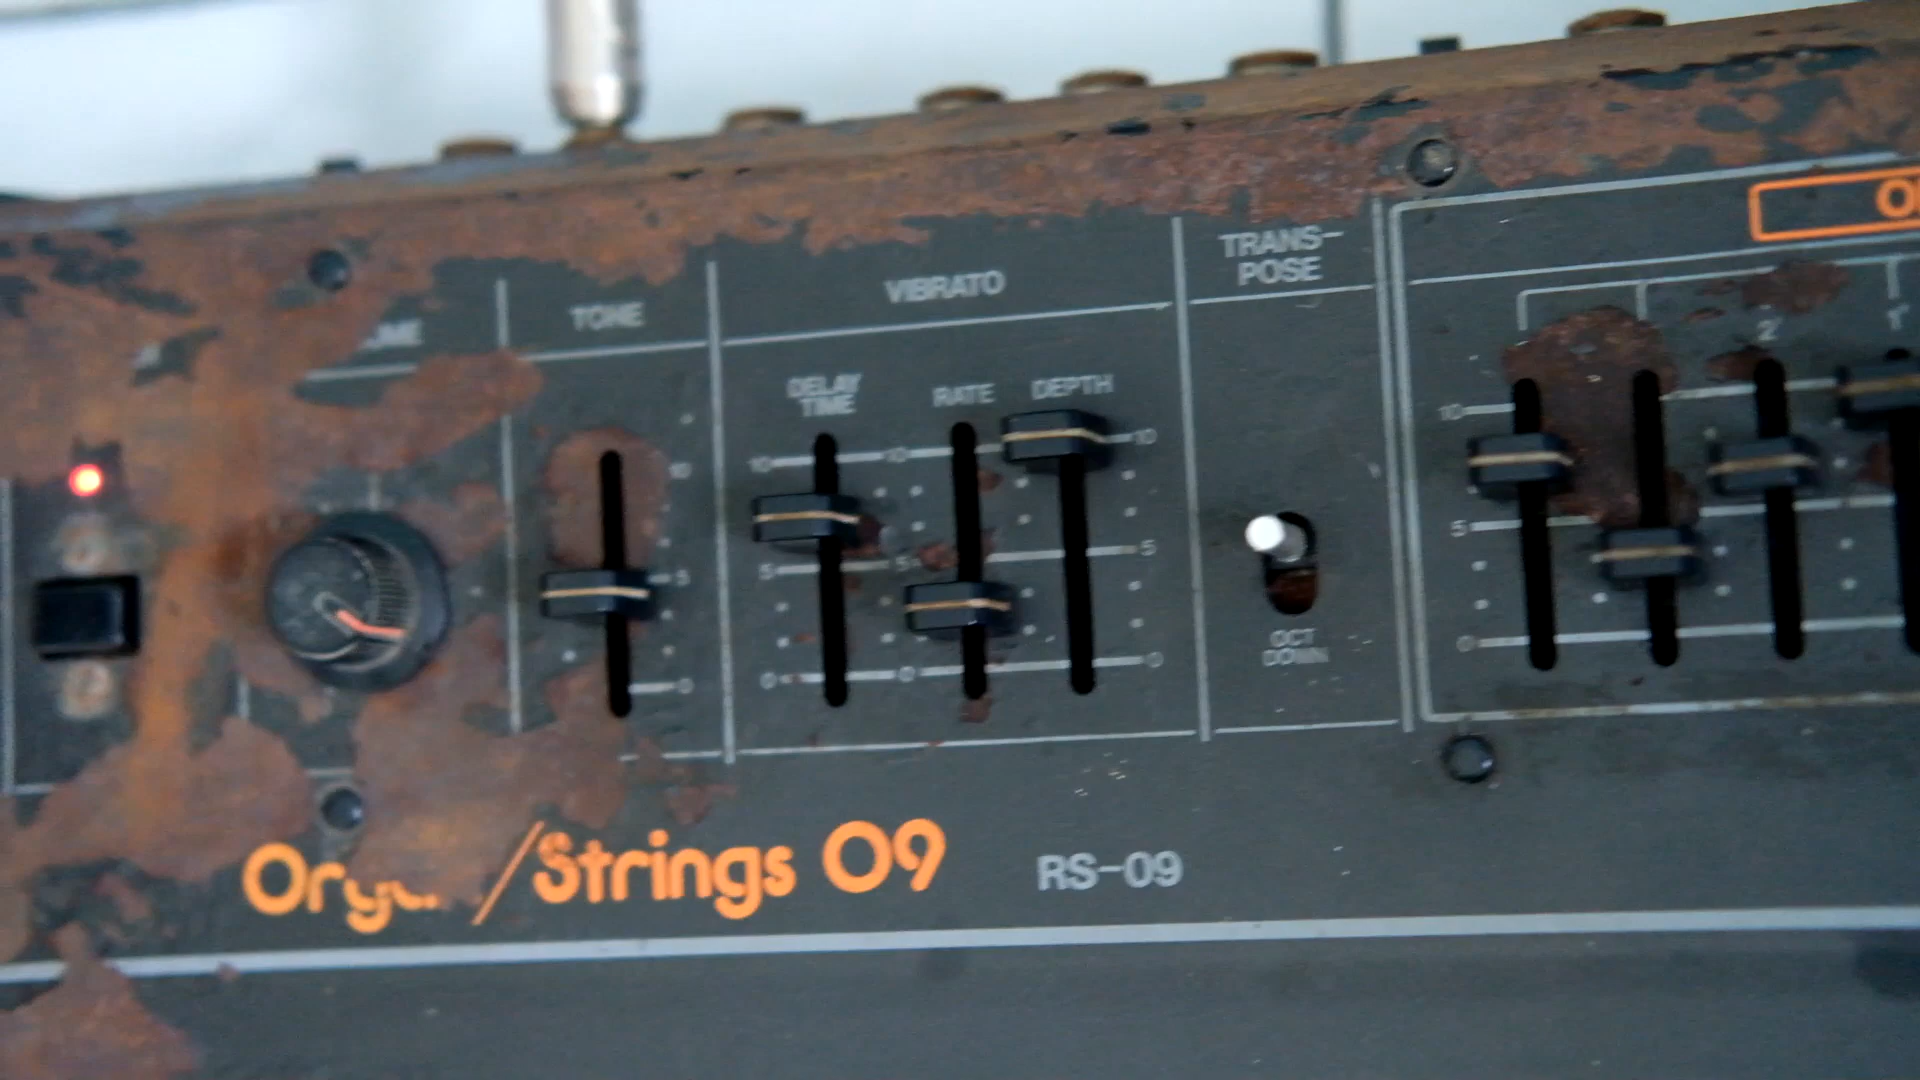 TONE
VIBRATO
TRANS-
POSE
DELAY
TIME
RATE
DEPTH
2'
1'
10
10
10
10
10
5
5
5
5
5
0
0
0
0
0
OCT
DOWN
/Strings 09
RS-09